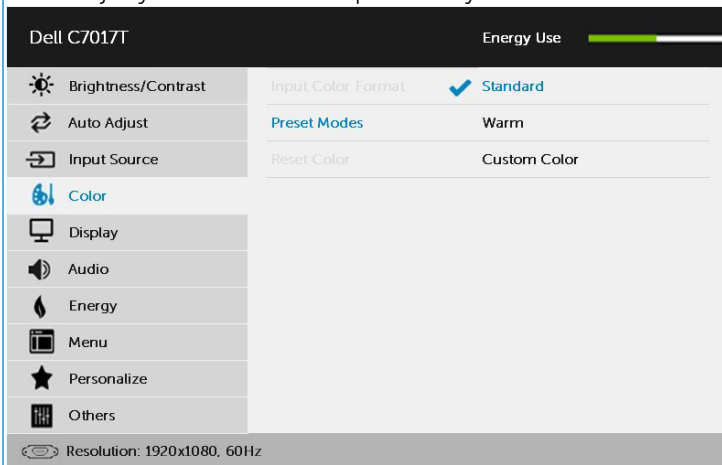 Dell C7017T Energy Use
Brightness/Contrast Input Color Format Standard
Auto Adjust Preset Modes Warm
Input Source Reset Color Custom Color
Color
Display
Audio
Energy
Menu
Personalize
Others
Resolution: 1920x1080, 60Hz